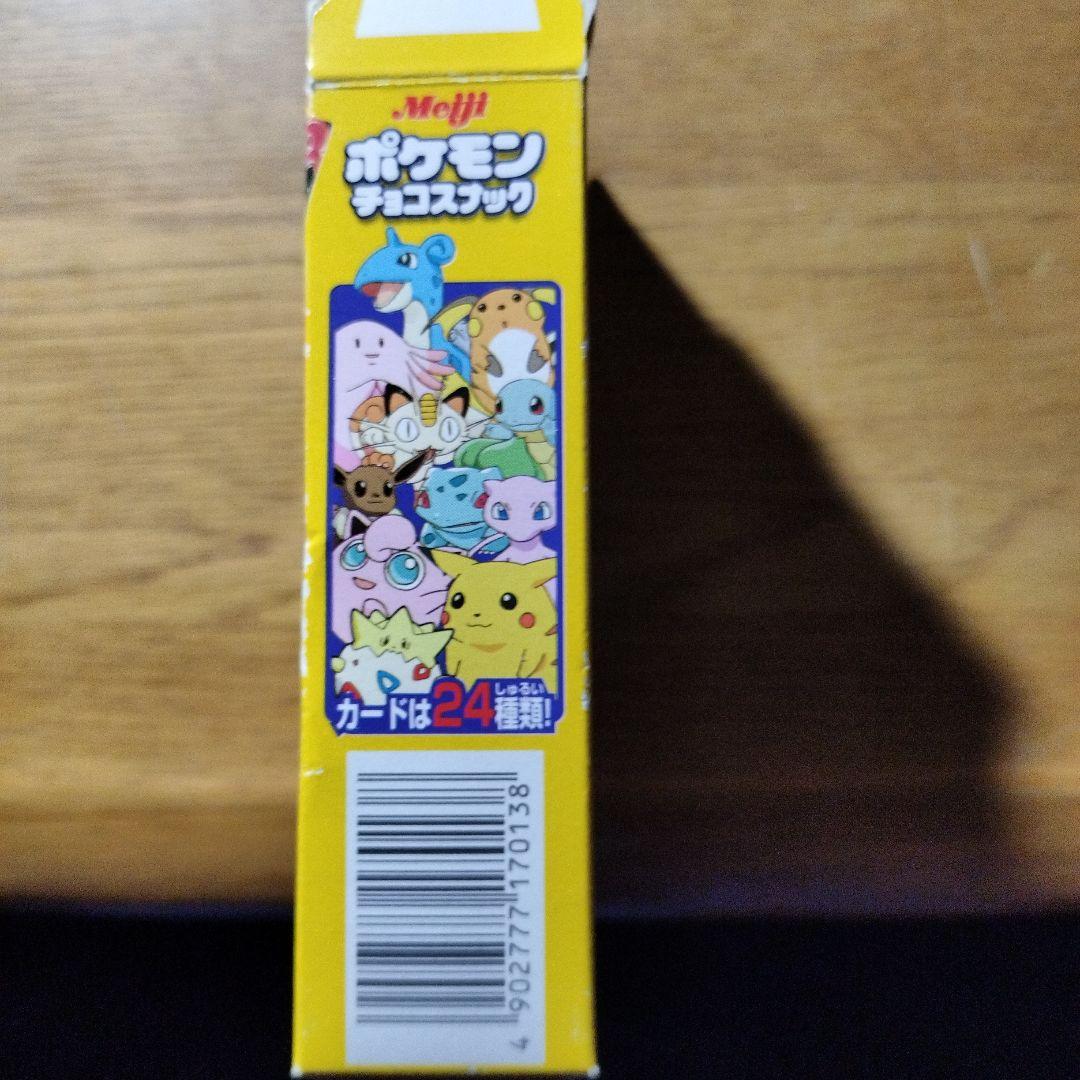 Meiji
ポケモン
チョコスナック
しゅるい
カードは24種類!
4 902777 170138